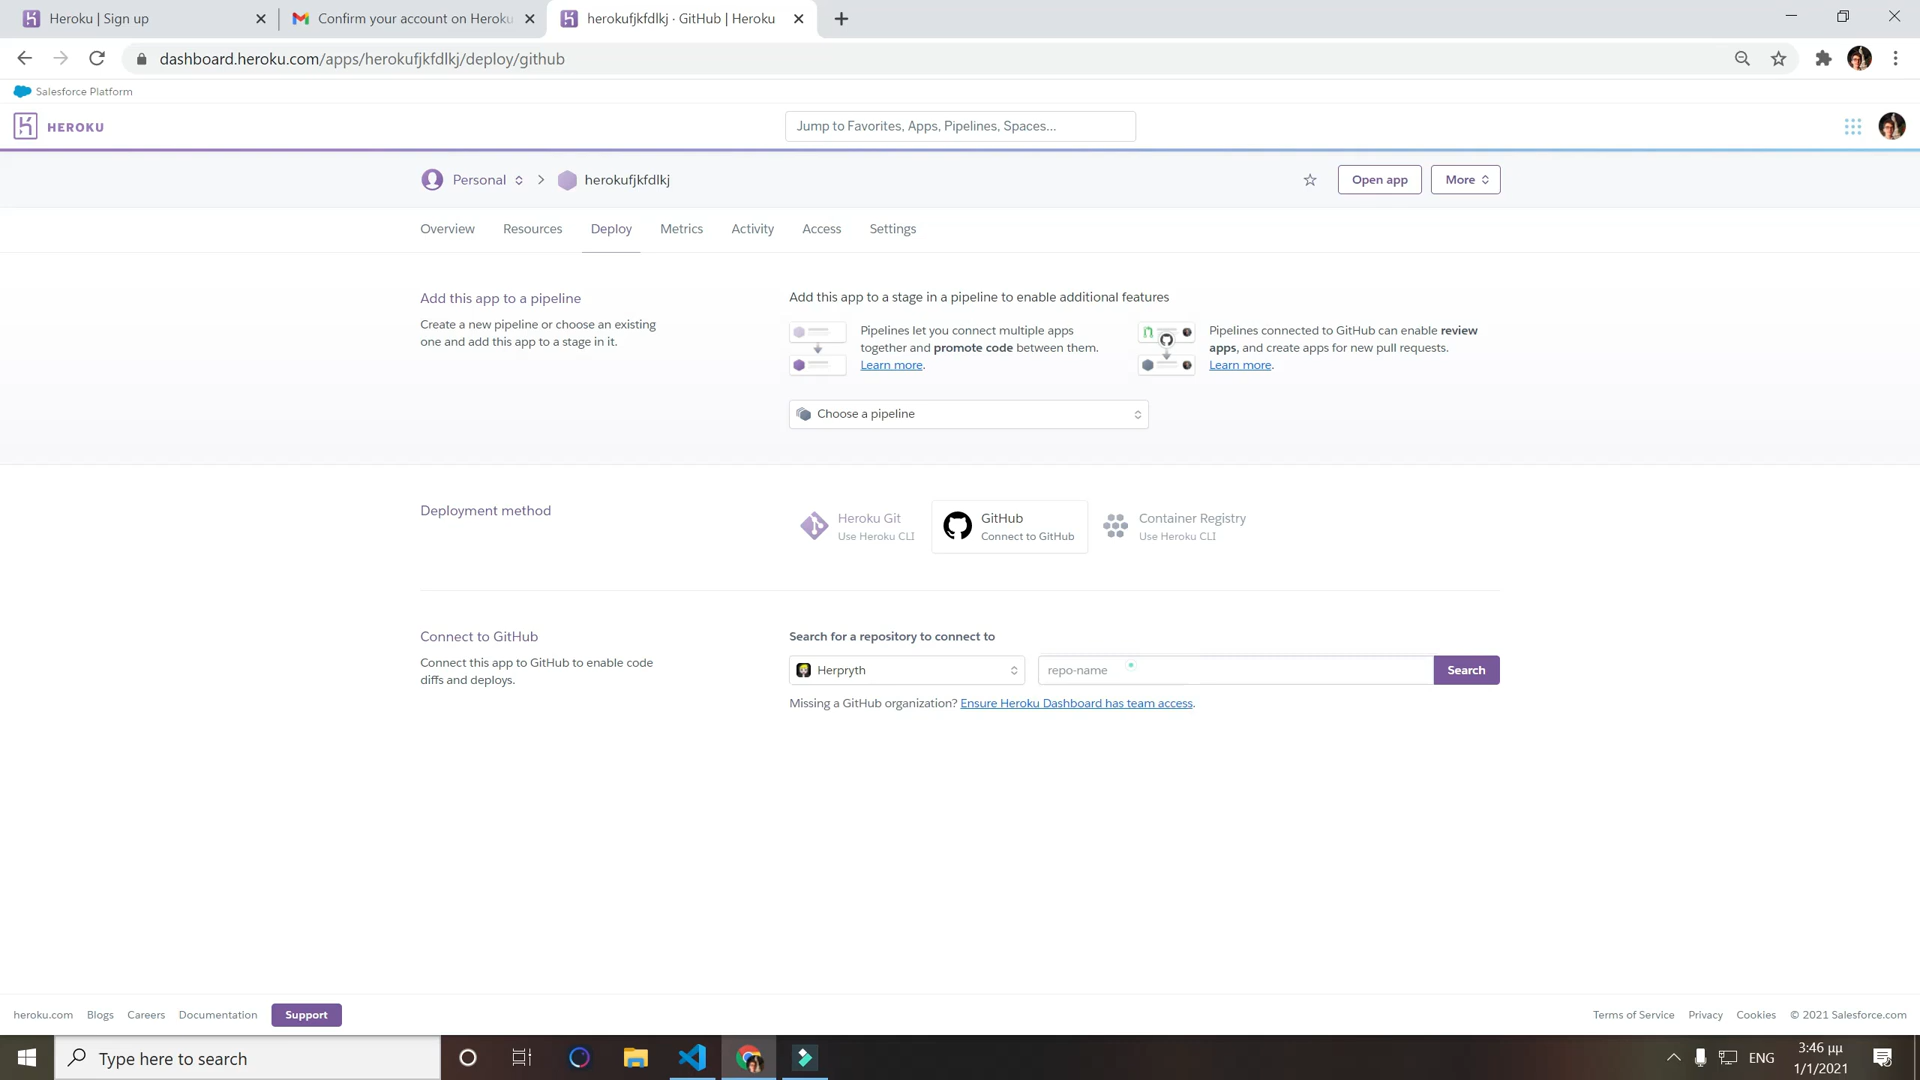 Heroku | Sign up
Confirm your account on Heroku
herokufjkfdlkj · GitHub | Heroku
dashboard.heroku.com/apps/herokufjkfdlkj/deploy/github
Salesforce Platform
HEROKU
Jump to Favorites, Apps, Pipelines, Spaces...
Personal
herokufjkfdlkj
Open app
More
Overview
Resources
Deploy
Metrics
Activity
Access
Settings
Add this app to a pipeline
Create a new pipeline or choose an existing
one and add this app to a stage in it.
Add this app to a stage in a pipeline to enable additional features
Pipelines let you connect multiple apps
together and promote code between them.
Learn more.
Pipelines connected to GitHub can enable review
apps, and create apps for new pull requests.
Learn more.
Choose a pipeline
Deployment method
Heroku Git
Use Heroku CLI
GitHub
Connect to GitHub
Container Registry
Use Heroku CLI
Connect to GitHub
Connect this app to GitHub to enable code
diffs and deploys.
Search for a repository to connect to
Herpryth
repo-name
Search
Missing a GitHub organization? Ensure Heroku Dashboard has team access.
heroku.com
Blogs
Careers
Documentation
Support
Terms of Service
Privacy
Cookies
© 2021 Salesforce.com
Type here to search
ENG
3:46 μμ
1/1/2021